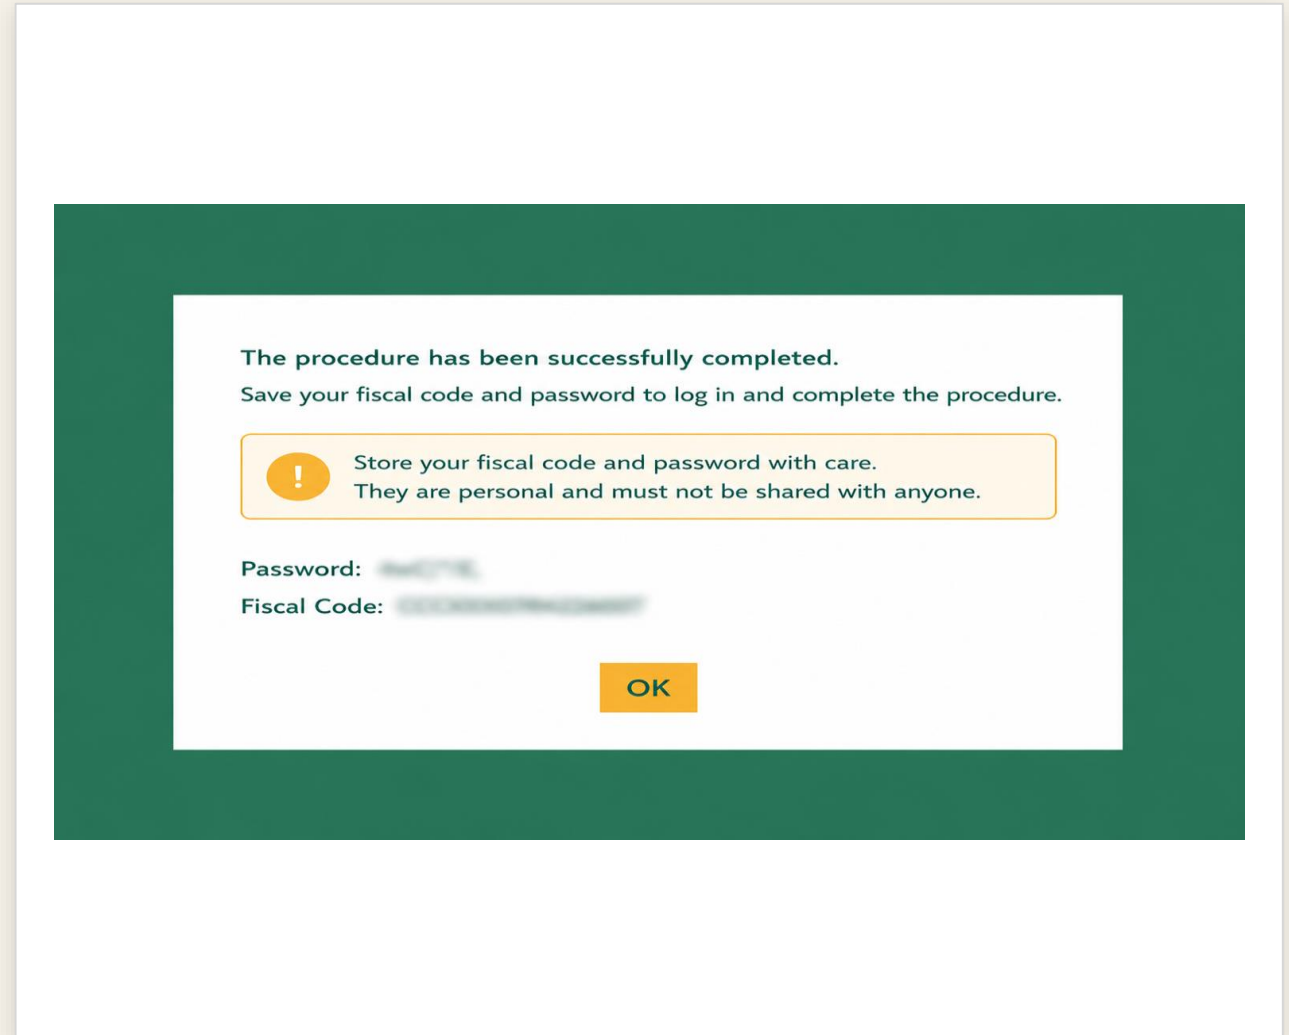 The procedure has been successfully completed.
Save your fiscal code and password to log in and complete the procedure.
!
Store your fiscal code and password with care.
They are personal and must not be shared with anyone.
Password:
Fiscal Code:
OK